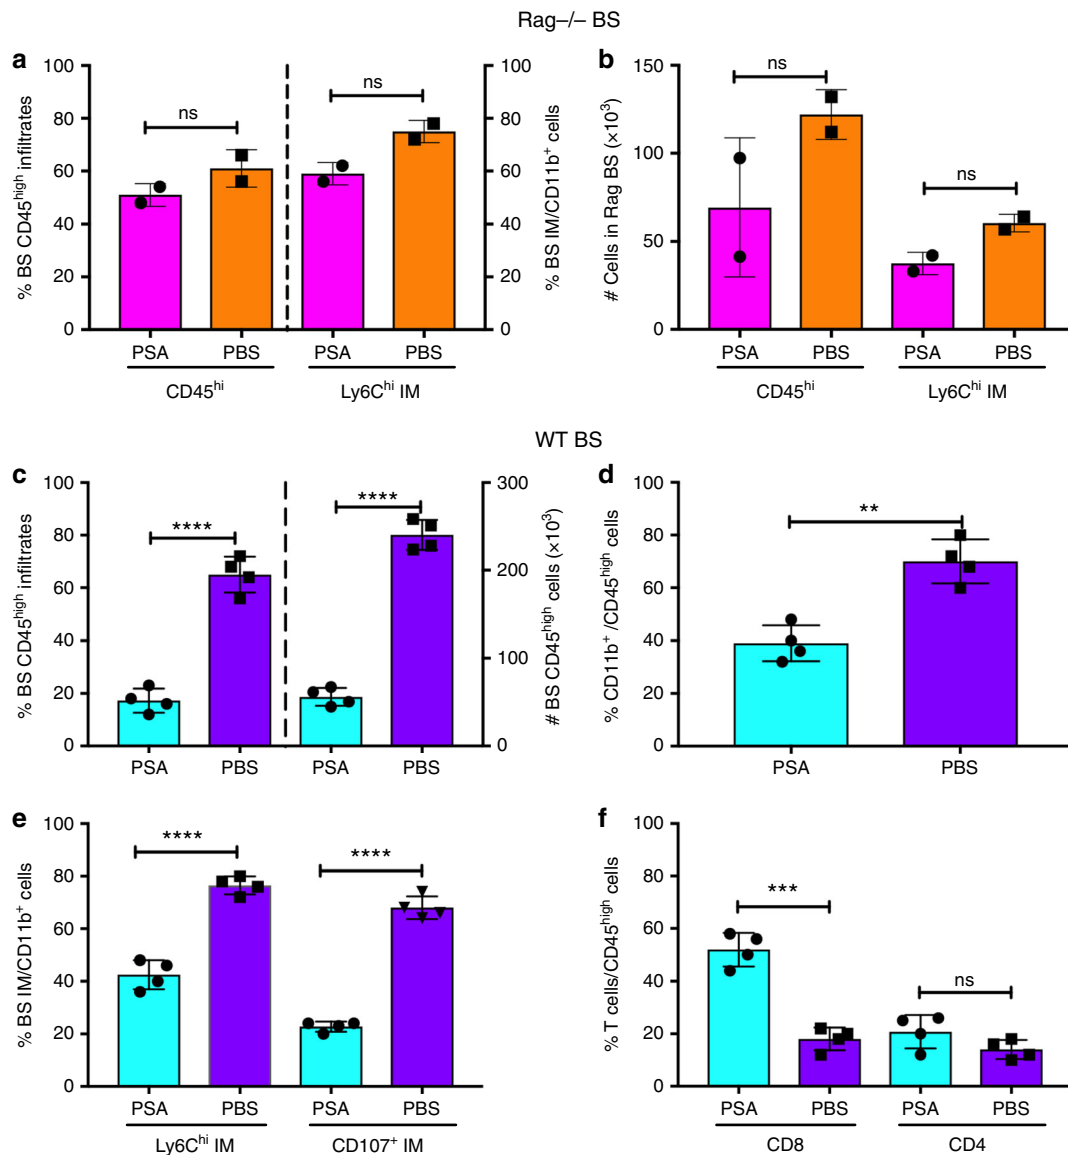 Rag–/– BS
a
% BS CD45high infiltrates
100
80
60
40
20
0
ns
ns
100
80
60
40
20
0
% BS IM/CD11b+ cells
PSA
PBS
PSA
PBS
CD45hi
Ly6Chi IM
b
# Cells in Rag BS (×10³)
150
100
50
0
ns
ns
PSA
PBS
PSA
PBS
CD45hi
Ly6Chi IM
WT BS
c
% BS CD45high infiltrates
100
80
60
40
20
0
****
****
300
200
100
0
# BS CD45high cells (×10³)
PSA
PBS
PSA
PBS
d
% CD11b+ /CD45high cells
100
80
60
40
20
0
**
PSA
PBS
e
% BS IM/CD11b+ cells
100
80
60
40
20
0
****
****
PSA
PBS
PSA
PBS
Ly6Chi IM
CD107+ IM
f
% T cells/CD45high cells
100
80
60
40
20
0
***
ns
PSA
PBS
PSA
PBS
CD8
CD4